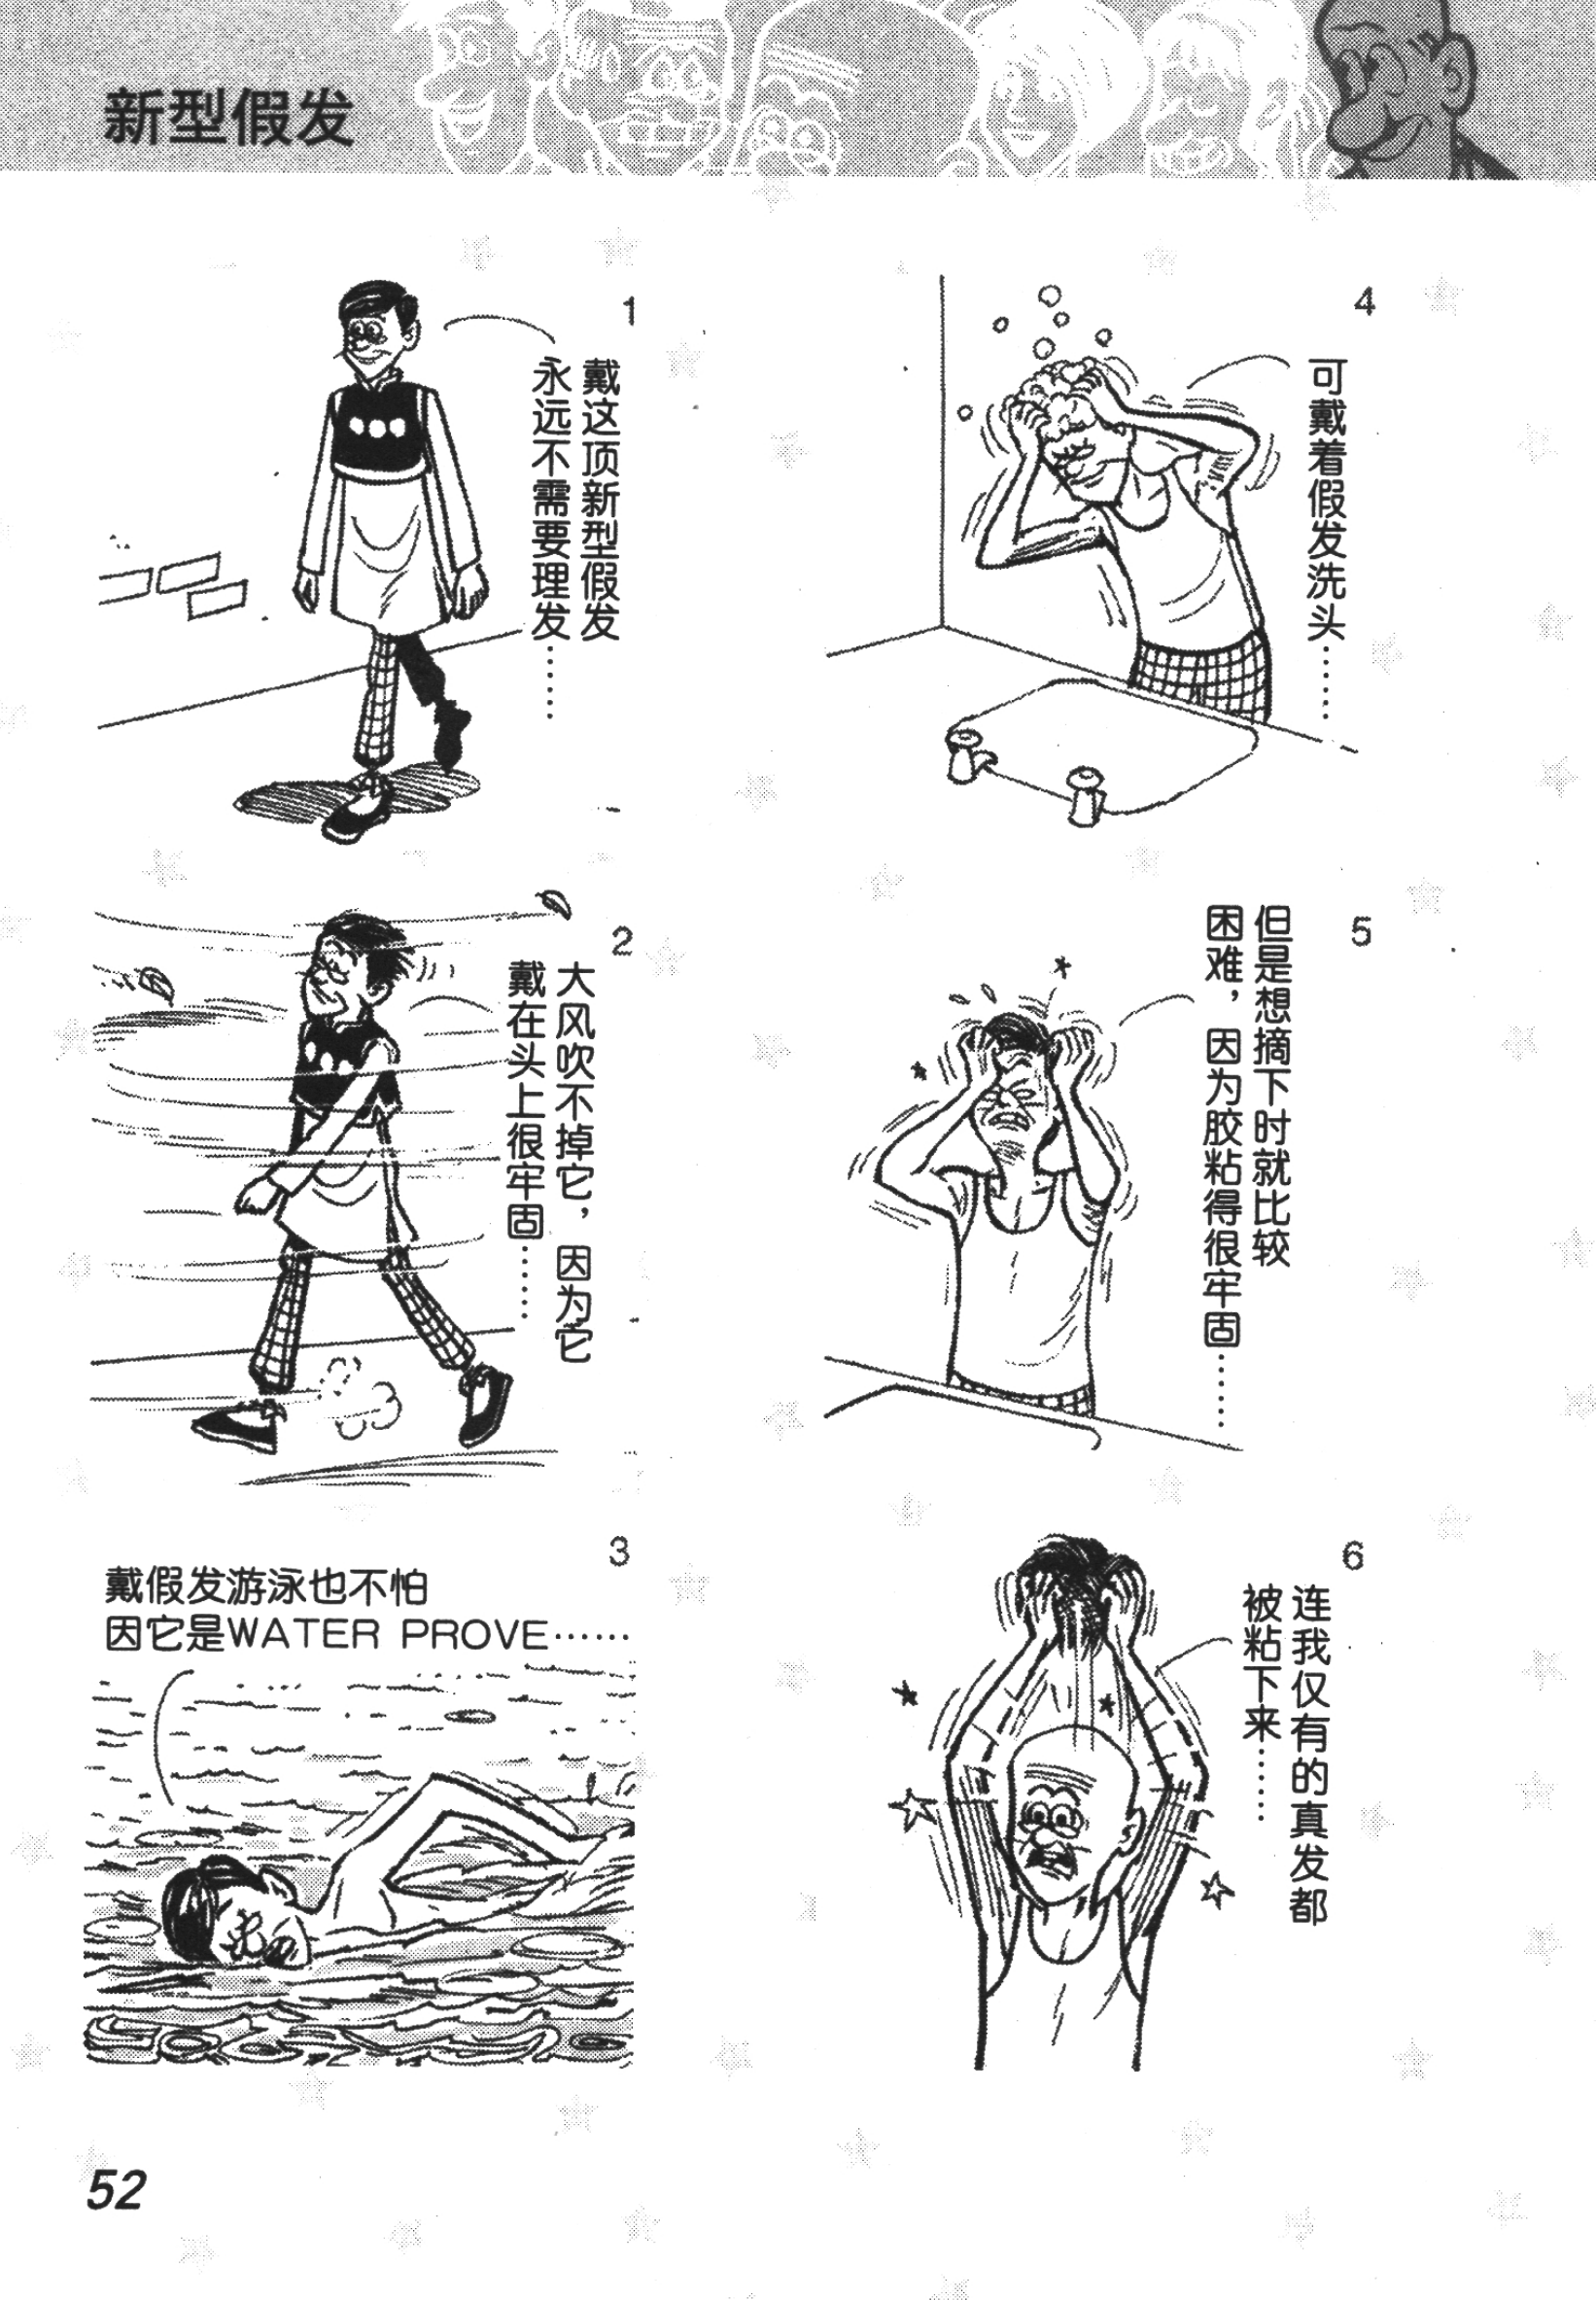 新型假发
1
戴这顶新型假发
永远不需要理发……
2
大风吹不掉它，因为它
戴在头上很牢固……
3
戴假发游泳也不怕
因它是WATER PROVE……
4
可戴着假发洗头……
5
但是想摘下时就比较
困难，因为胶粘得很牢固……
6
连我仅有的真发都
被粘下来……
52